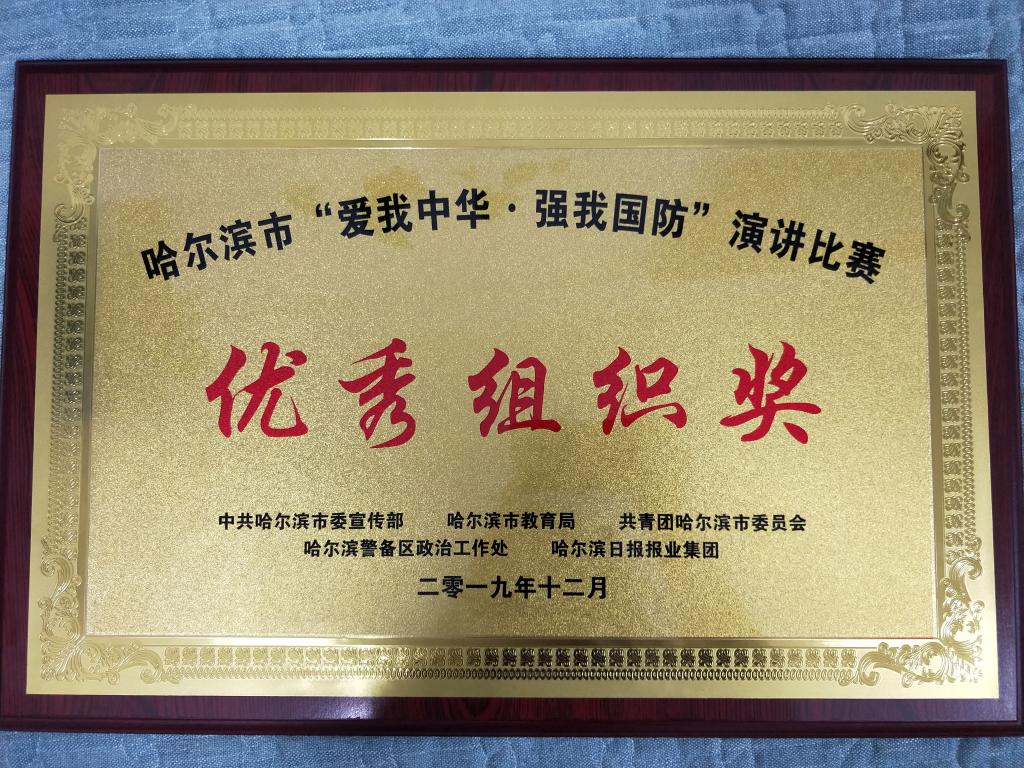 哈尔滨市“爱我中华·强我国防”演讲比赛
优秀组织奖
中共哈尔滨市委宣传部 哈尔滨市教育局 共青团哈尔滨市委员会
哈尔滨警备区政治工作处 哈尔滨日报报业集团
二零一九年十二月